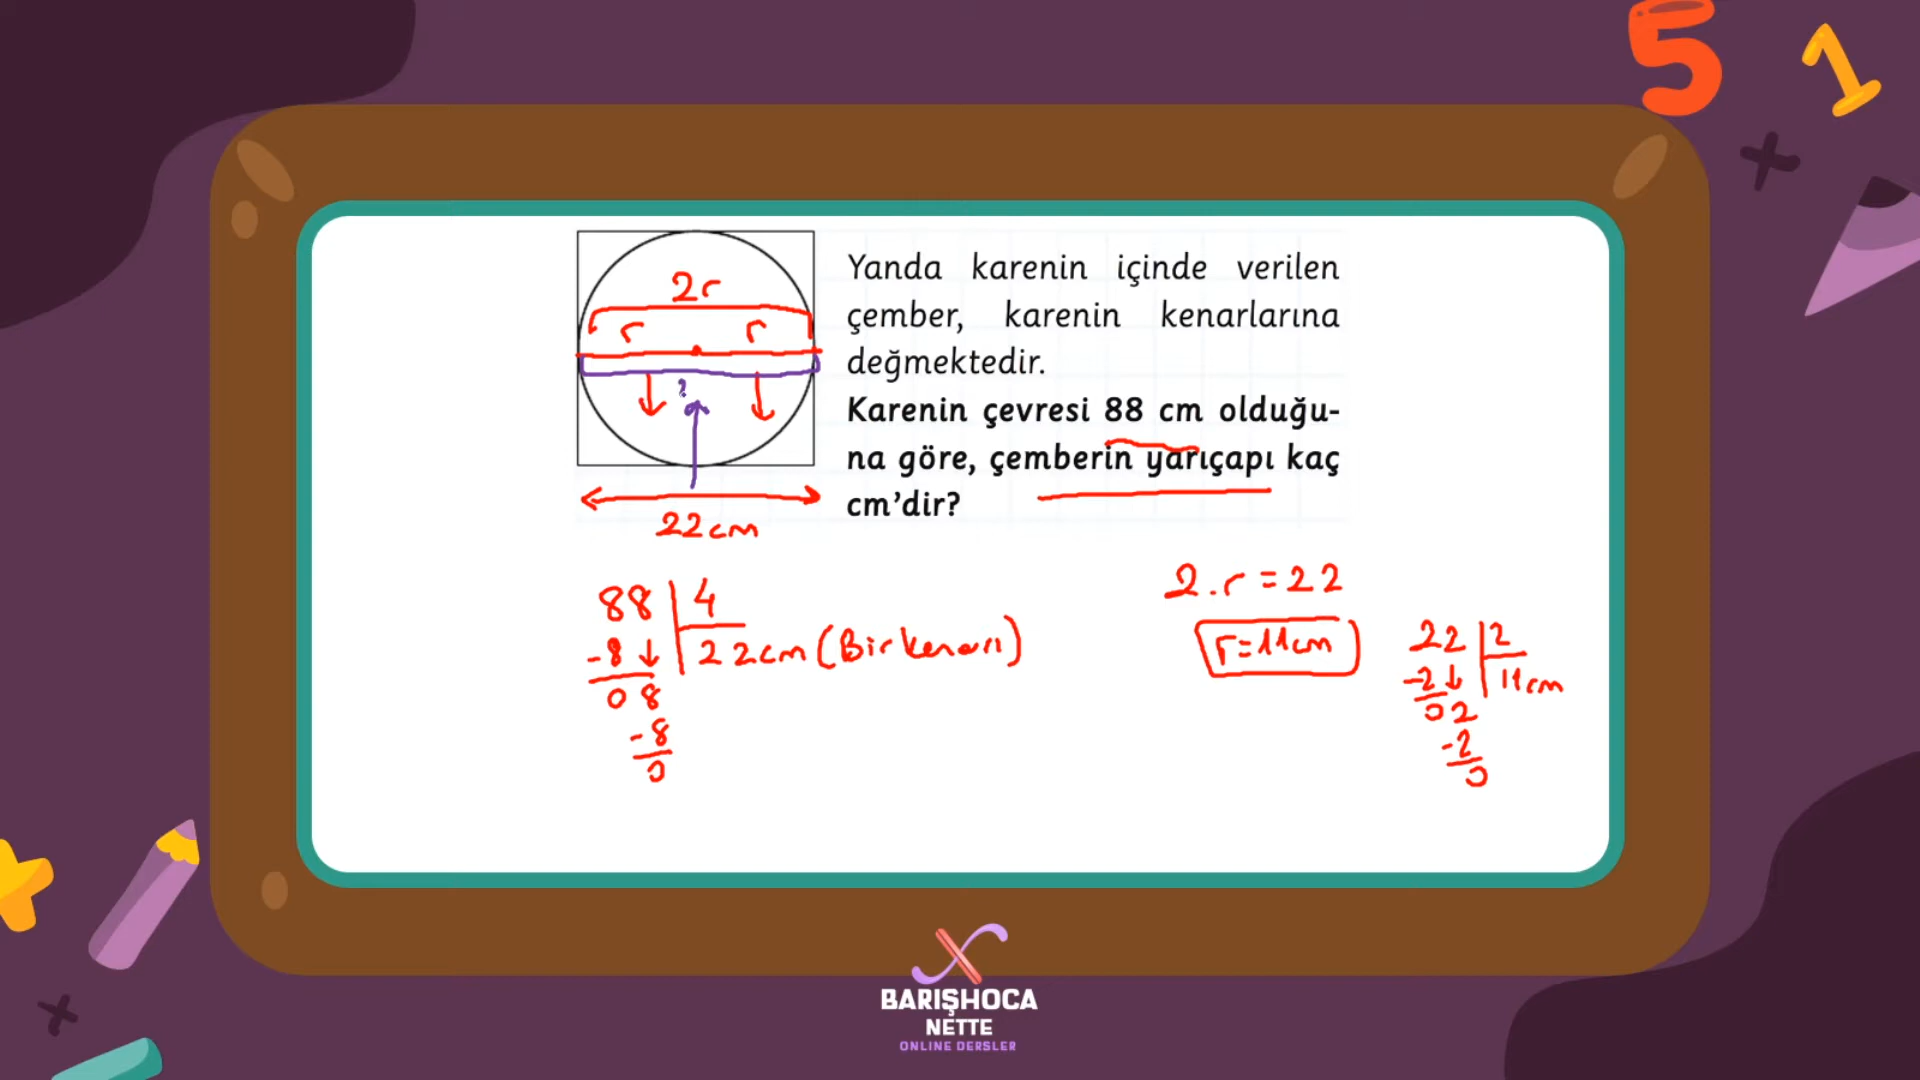 5 1
2r
r r
?
22cm
Yanda karenin içinde verilen
çember, karenin kenarlarına
değmektedir.
Karenin çevresi 88 cm olduğu-
na göre, çemberin yarıçapı kaç
cm'dir?
88 4
-8 22cm (Bir kenarı)
08
-8
0
2.r=22
r=11cm
22 2
-2 11cm
02
-2
0
BARIŞHOCA
NETTE
ONLINE DERSLER